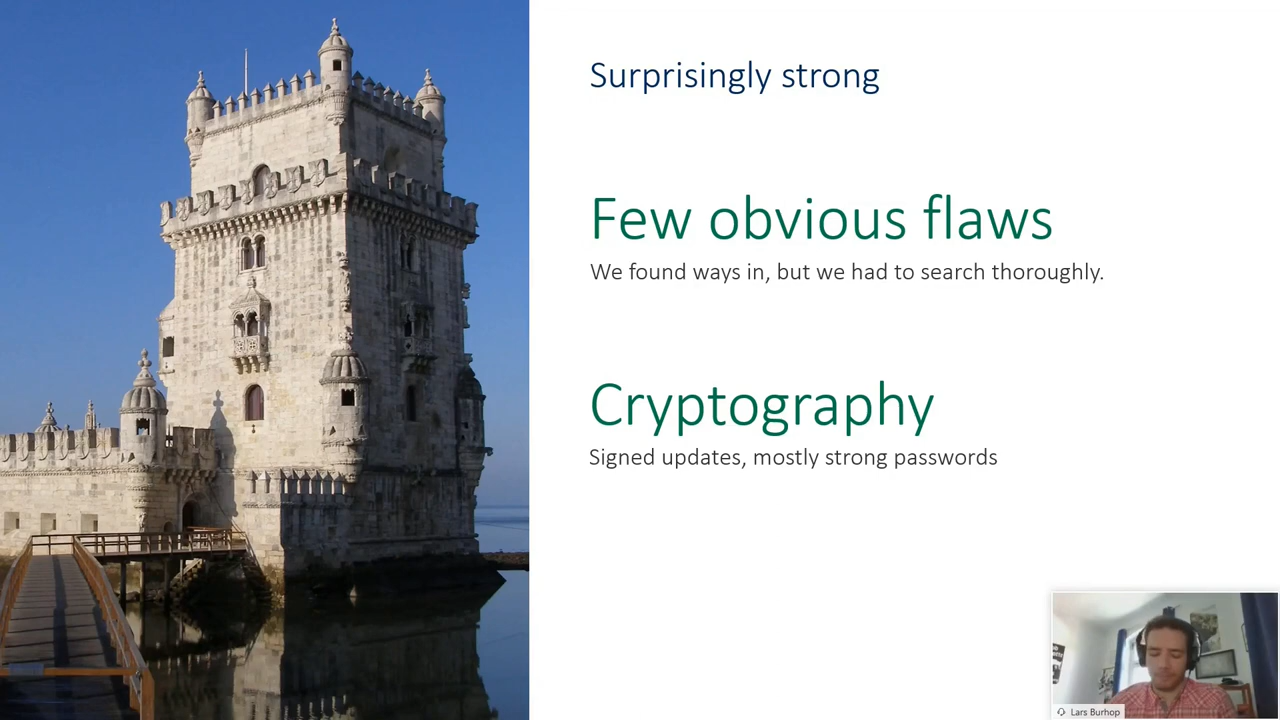 Surprisingly strong
Few obvious flaws
We found ways in, but we had to search thoroughly.
Cryptography
Signed updates, mostly strong passwords
Lars Burhop